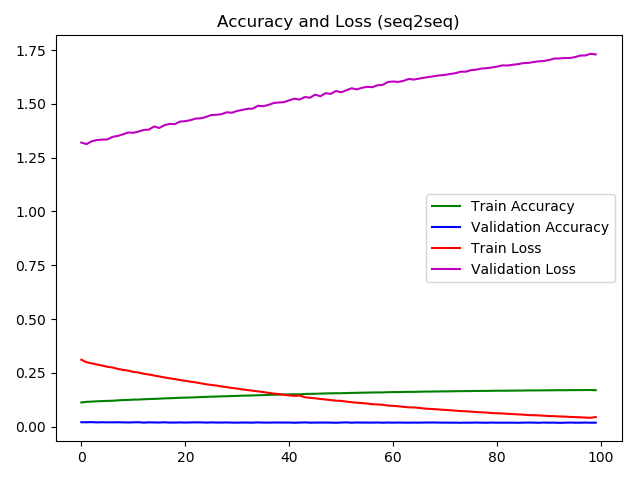 Accuracy and Loss (seq2seq)
1.75
1.50
1.25
1.00
0.75
0.50
0.25
0.00
Train Accuracy
Validation Accuracy
Train Loss
Validation Loss
0 20 40 60 80 100